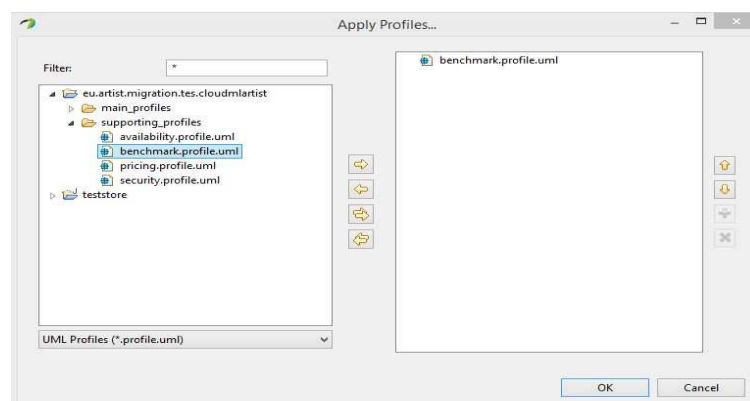 Apply Profiles...
Filter:
*
eu.artist.migration.tes.cloudmlartist
main_profiles
supporting_profiles
availability.profile.uml
benchmark.profile.uml
pricing.profile.uml
security.profile.uml
teststore
UML Profiles (*.profile.uml)
benchmark.profile.uml
OK
Cancel